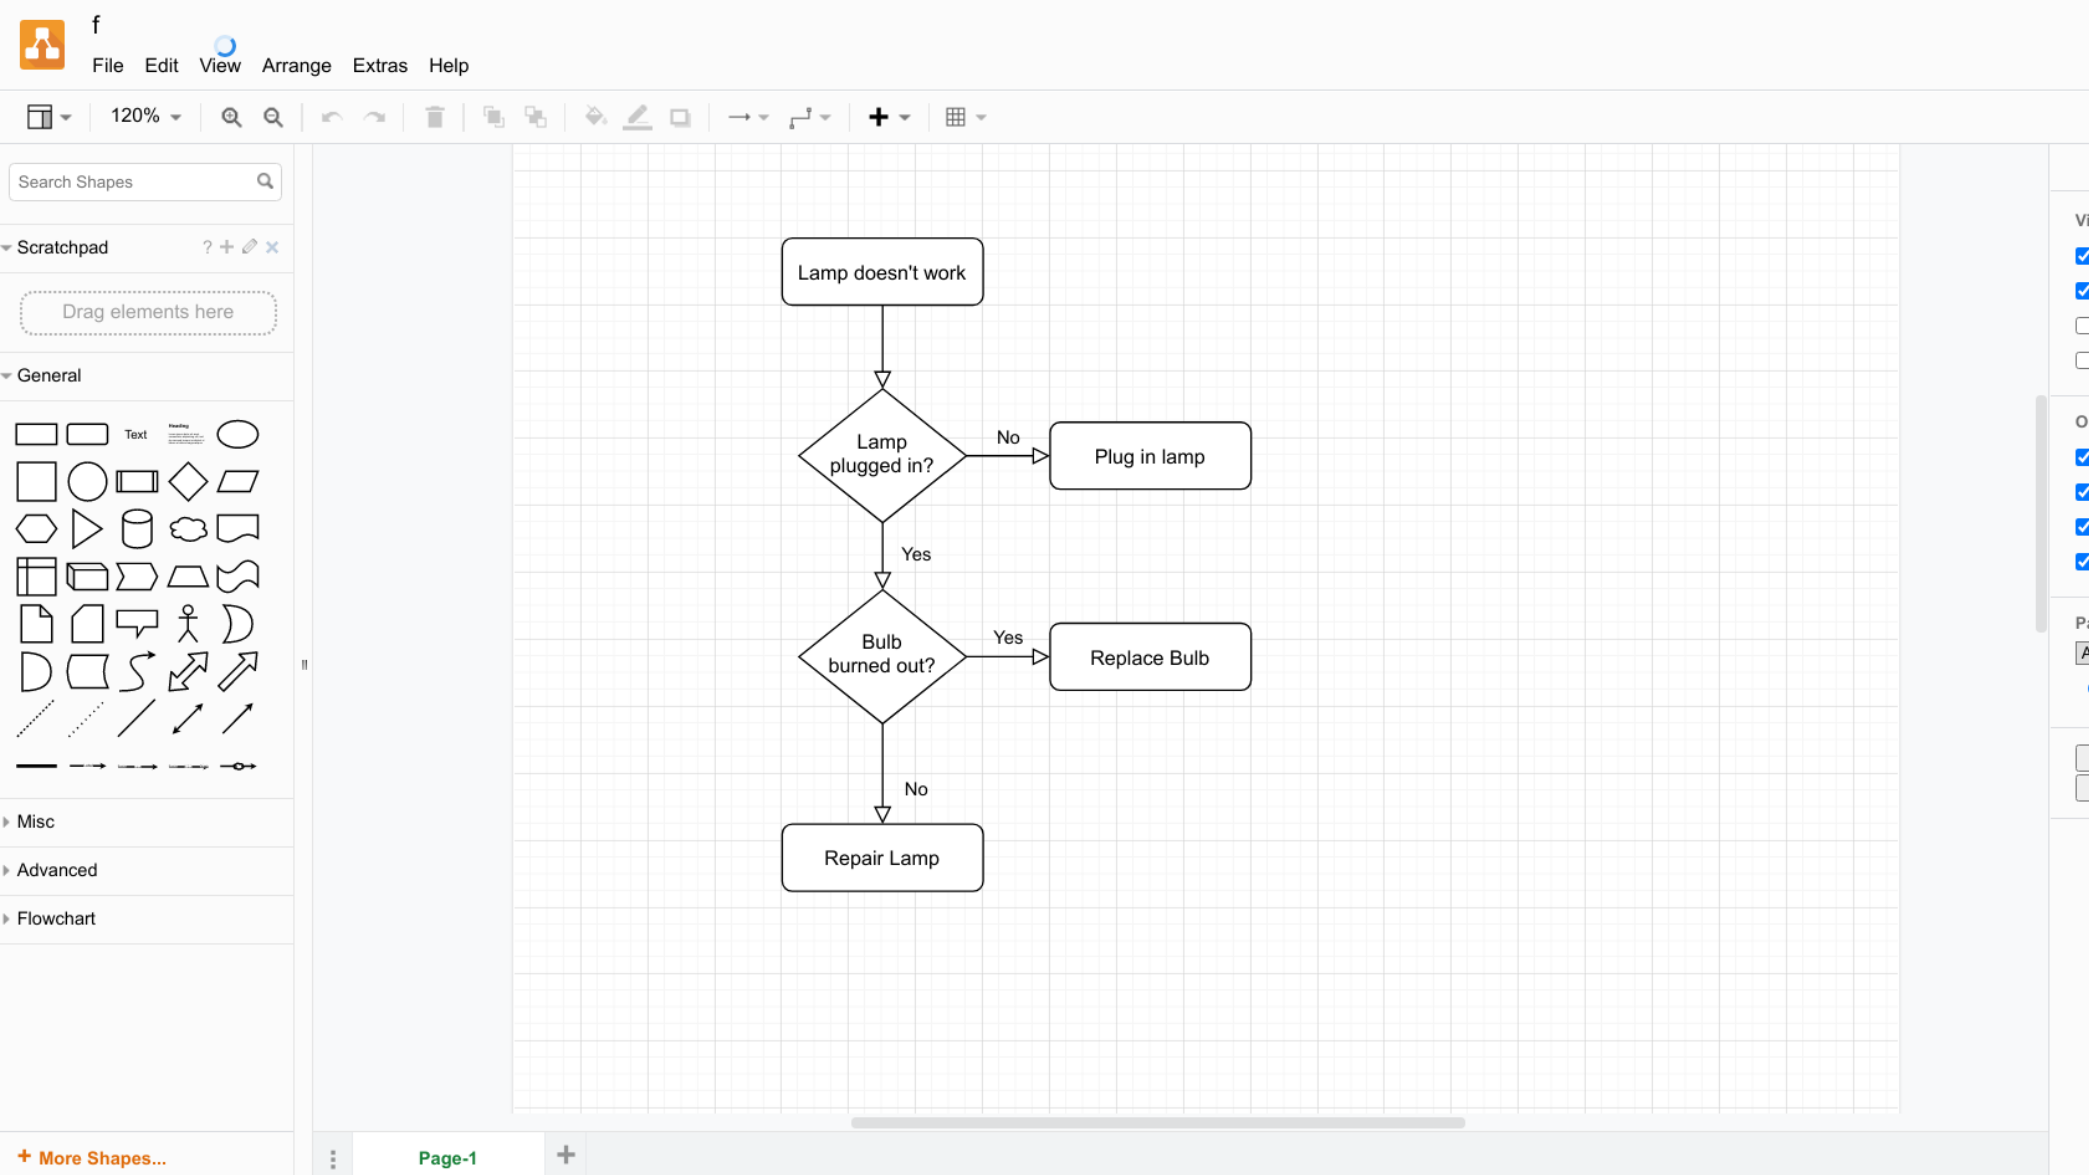 f
File Edit View Arrange Extras Help
120%
Search Shapes
Scratchpad
?
Drag elements here
General
Text
Heading
Misc
Advanced
Flowchart
+ More Shapes...
Lamp doesn't work
Lamp
plugged in?
No
Plug in lamp
Yes
Bulb
burned out?
Yes
Replace Bulb
No
Repair Lamp
Page-1
Vi